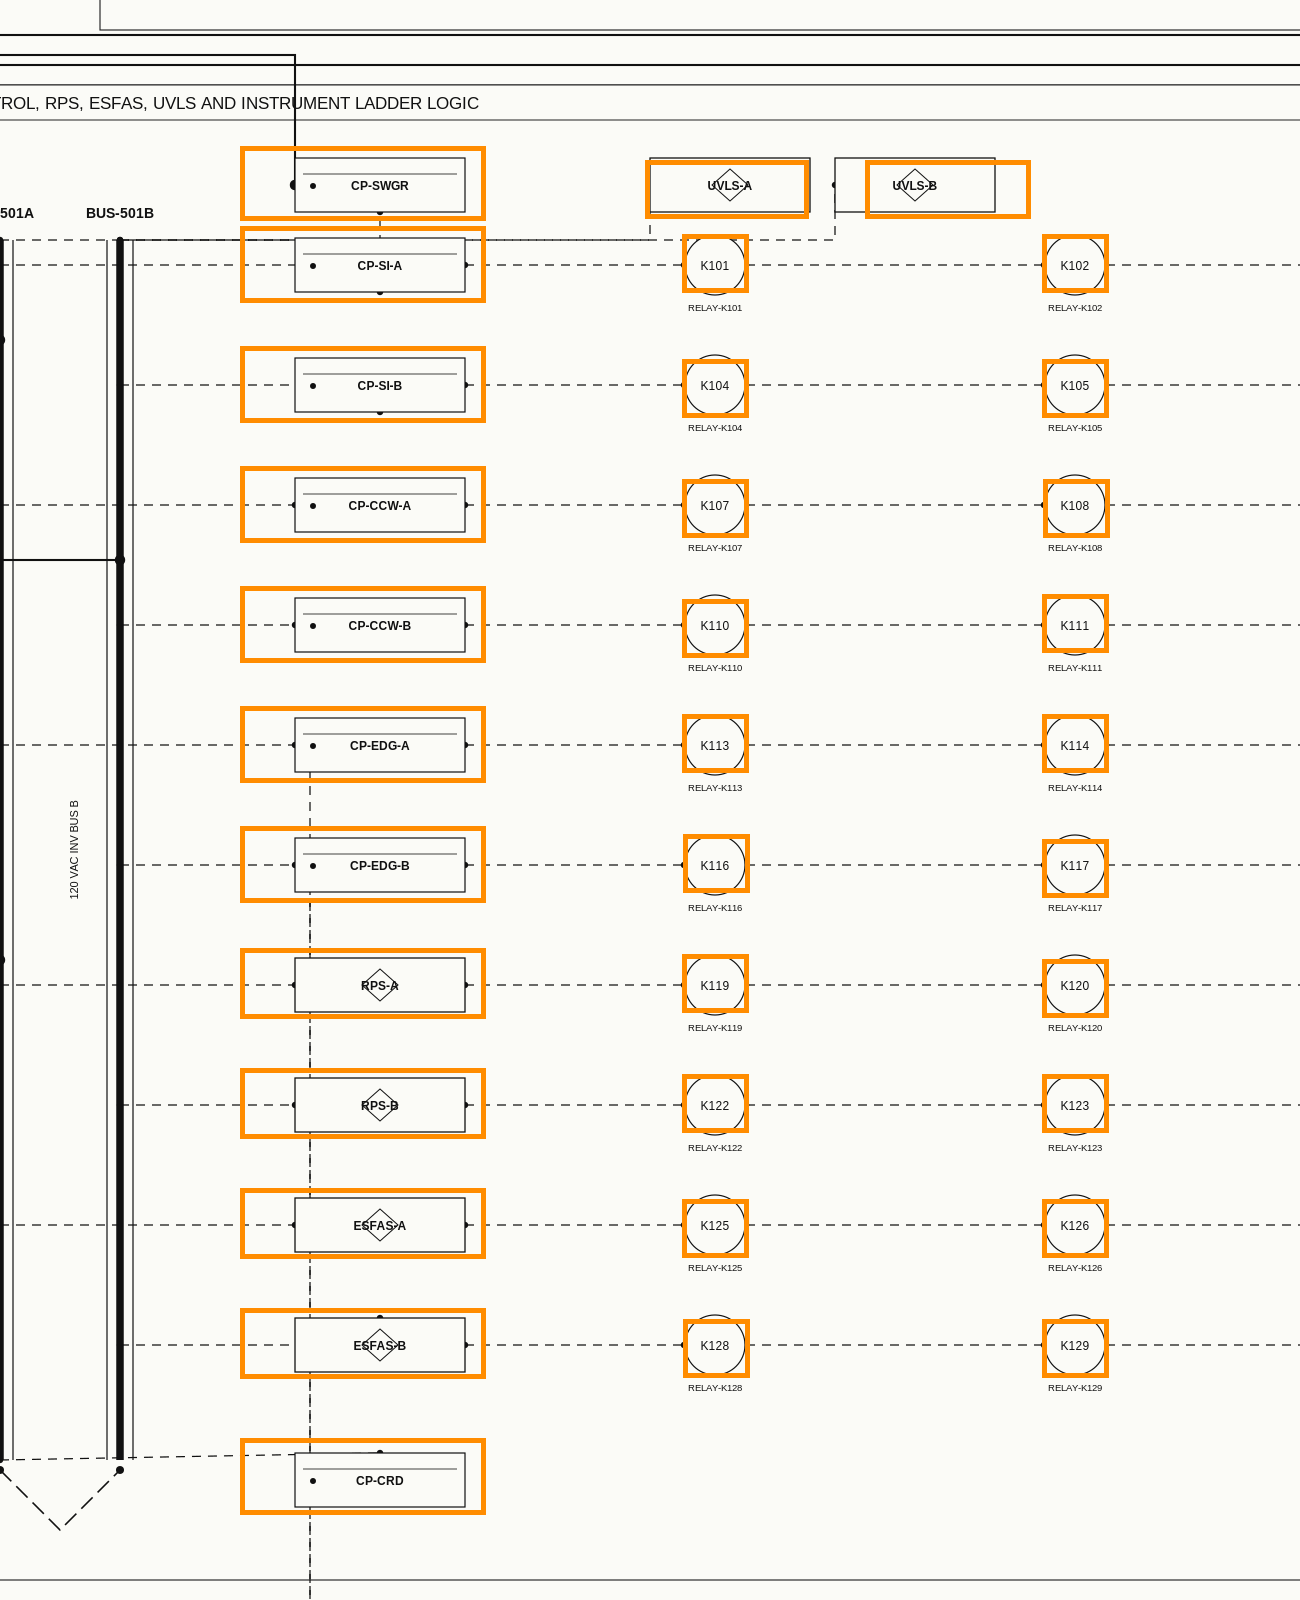 TROL, RPS, ESFAS, UVLS AND INSTRUMENT LADDER LOGIC
CP-SWGR
UVLS-A
UVLS-B
501A
BUS-501B
CP-SI-A
K101
K102
RELAY-K101
RELAY-K102
CP-SI-B
K104
K105
RELAY-K104
RELAY-K105
CP-CCW-A
K107
K108
RELAY-K107
RELAY-K108
CP-CCW-B
K110
K111
RELAY-K110
RELAY-K111
CP-EDG-A
K113
K114
RELAY-K113
RELAY-K114
120 VAC INV BUS B
CP-EDG-B
K116
K117
RELAY-K116
RELAY-K117
RPS-A
K119
K120
RELAY-K119
RELAY-K120
RPS-B
K122
K123
RELAY-K122
RELAY-K123
ESFAS-A
K125
K126
RELAY-K125
RELAY-K126
ESFAS-B
K128
K129
RELAY-K128
RELAY-K129
CP-CRD